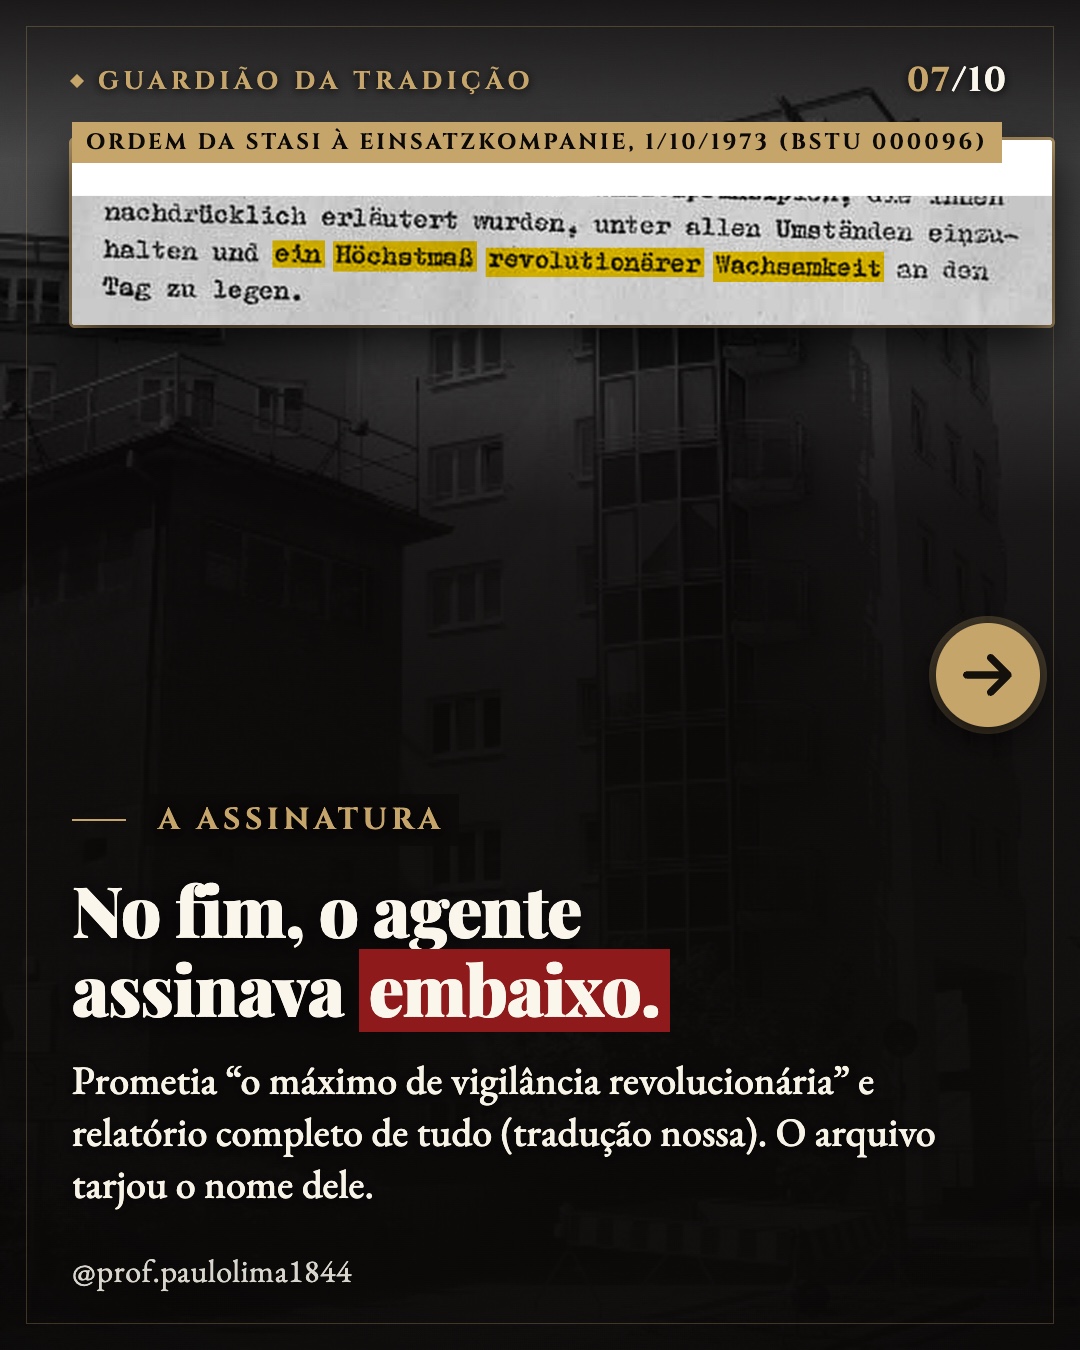 GUARDIÃO DA TRADIÇÃO
07/10
ORDEM DA STASI À EINSATZKOMPANIE, 1/10/1973 (BSTU 000096)
nachdrücklich erläutert wurden, unter allen Umständen einzu-
halten und ein Höchstmaß revolutionärer Wachsamkeit an den
Tag zu legen.
A ASSINATURA
No fim, o agente
assinava embaixo.
Prometia “o máximo de vigilância revolucionária” e
relatório completo de tudo (tradução nossa). O arquivo
tarjou o nome dele.
@prof.paulolima1844